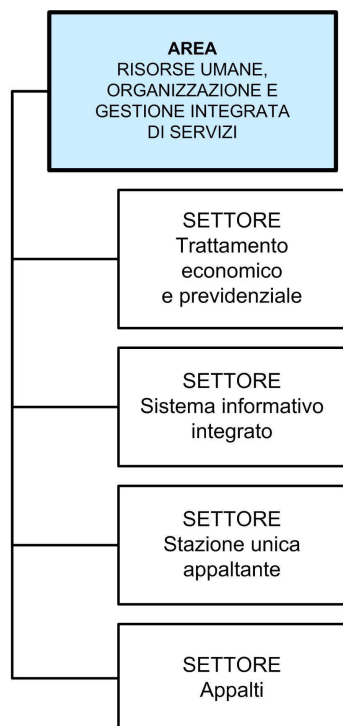 AREA
RISORSE UMANE,
ORGANIZZAZIONE E
GESTIONE INTEGRATA
DI SERVIZI
SETTORE
Trattamento
economico
e previdenziale
SETTORE
Sistema informativo
integrato
SETTORE
Stazione unica
appaltante
SETTORE
Appalti